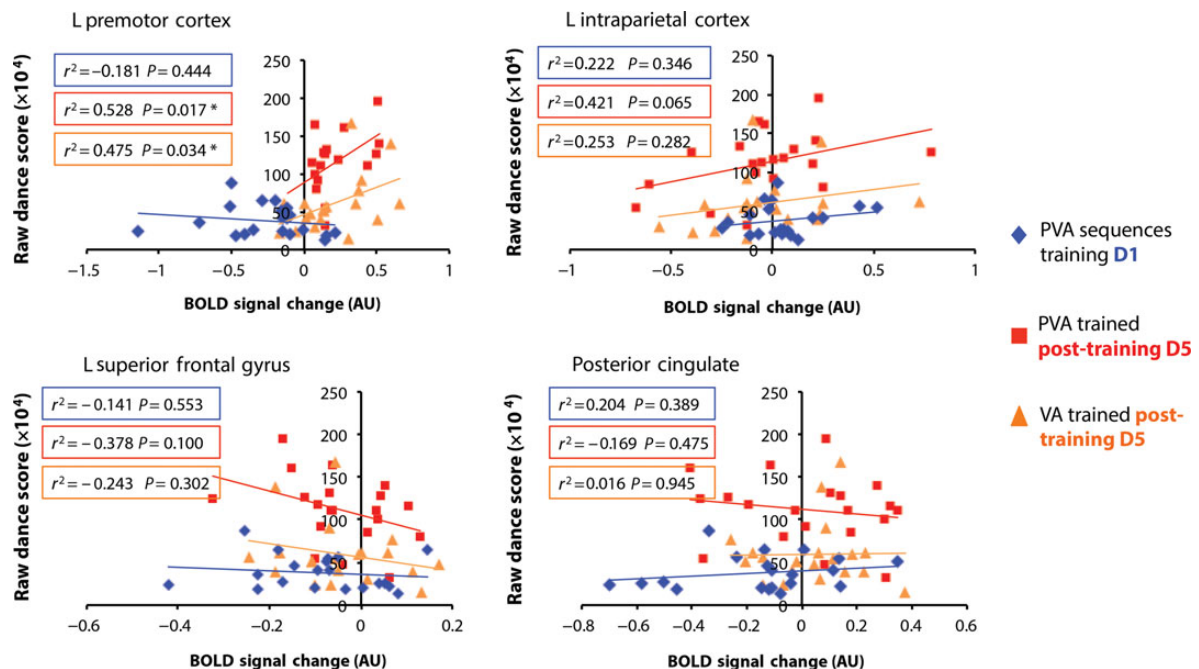 L premotor cortex
Raw dance score (×10⁴)
r²=−0.181 P=0.444
r²=0.528 P=0.017 *
r²=0.475 P=0.034 *
250
200
150
100
50
0
−1.5
−1
−0.5
0
0.5
1
BOLD signal change (AU)
L intraparietal cortex
Raw dance score (×10⁴)
r²=0.222 P=0.346
r²=0.421 P=0.065
r²=0.253 P=0.282
250
200
150
100
50
0
−1
−0.5
0
0.5
1
BOLD signal change (AU)
PVA sequences
training D1
PVA trained
post-training D5
VA trained post-
training D5
L superior frontal gyrus
Raw dance score (×10⁴)
r²=−0.141 P=0.553
r²=−0.378 P=0.100
r²=−0.243 P=0.302
250
200
150
100
50
0
−0.6
−0.4
−0.2
0
0.2
BOLD signal change (AU)
Posterior cingulate
Raw dance score (×10⁴)
r²=0.204 P=0.389
r²=−0.169 P=0.475
r²=0.016 P=0.945
250
200
150
100
50
0
−0.8
−0.6
−0.4
−0.2
0
0.2
0.4
0.6
BOLD signal change (AU)